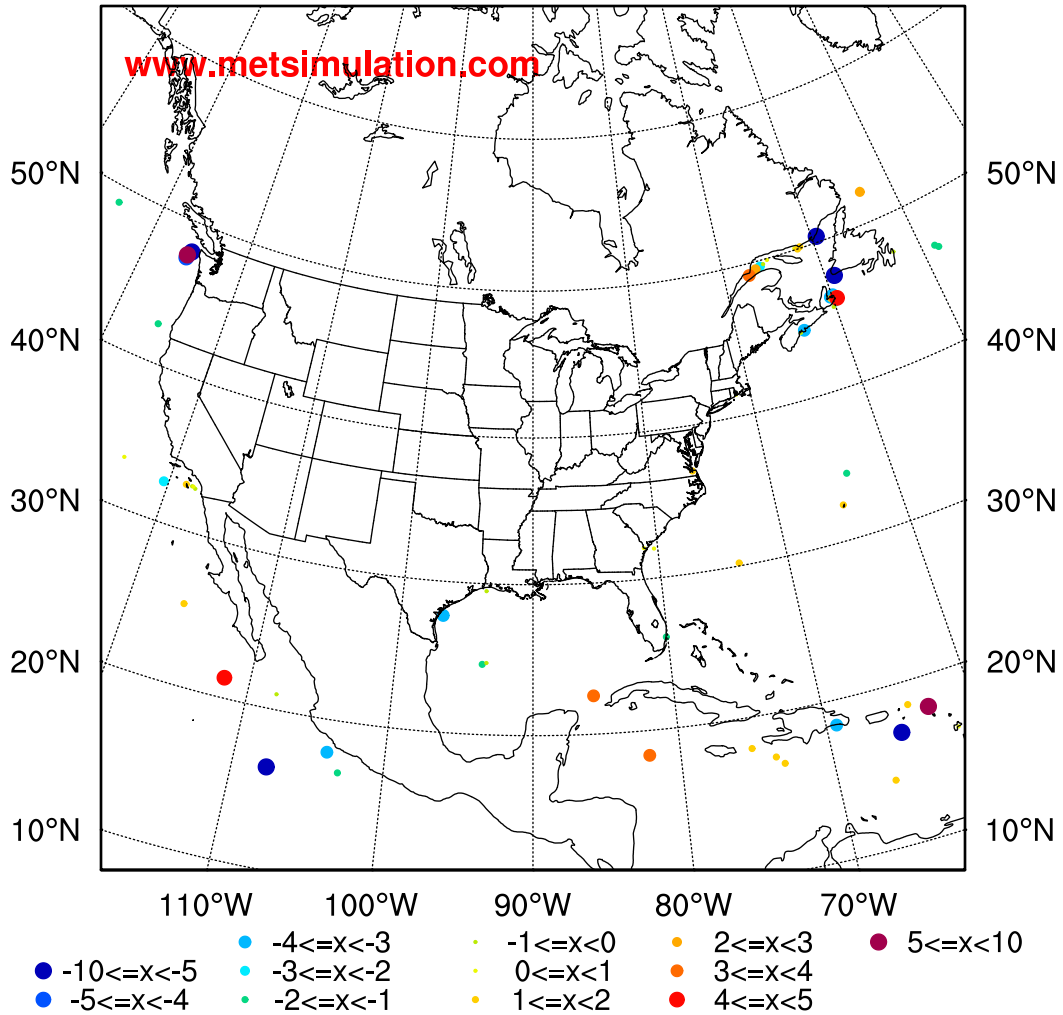 www.metsimulation.com
50°N 50°N
40°N 40°N
30°N 30°N
20°N 20°N
10°N 10°N
110°W 100°W 90°W 80°W 70°W
-4<=x<-3 -1<=x<0 2<=x<3 5<=x<10
-10<=x<-5 -3<=x<-2 0<=x<1 3<=x<4
-5<=x<-4 -2<=x<-1 1<=x<2 4<=x<5